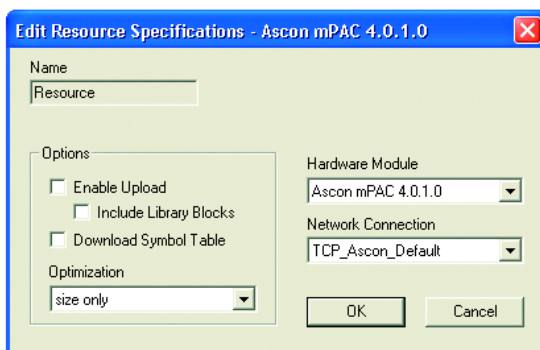 Edit Resource Specifications - Ascon mPAC 4.0.1.0
Name
Resource
Options
Enable Upload
Include Library Blocks
Download Symbol Table
Optimization
size only
Hardware Module
Ascon mPAC 4.0.1.0
Network Connection
TCP_Ascon_Default
OK
Cancel